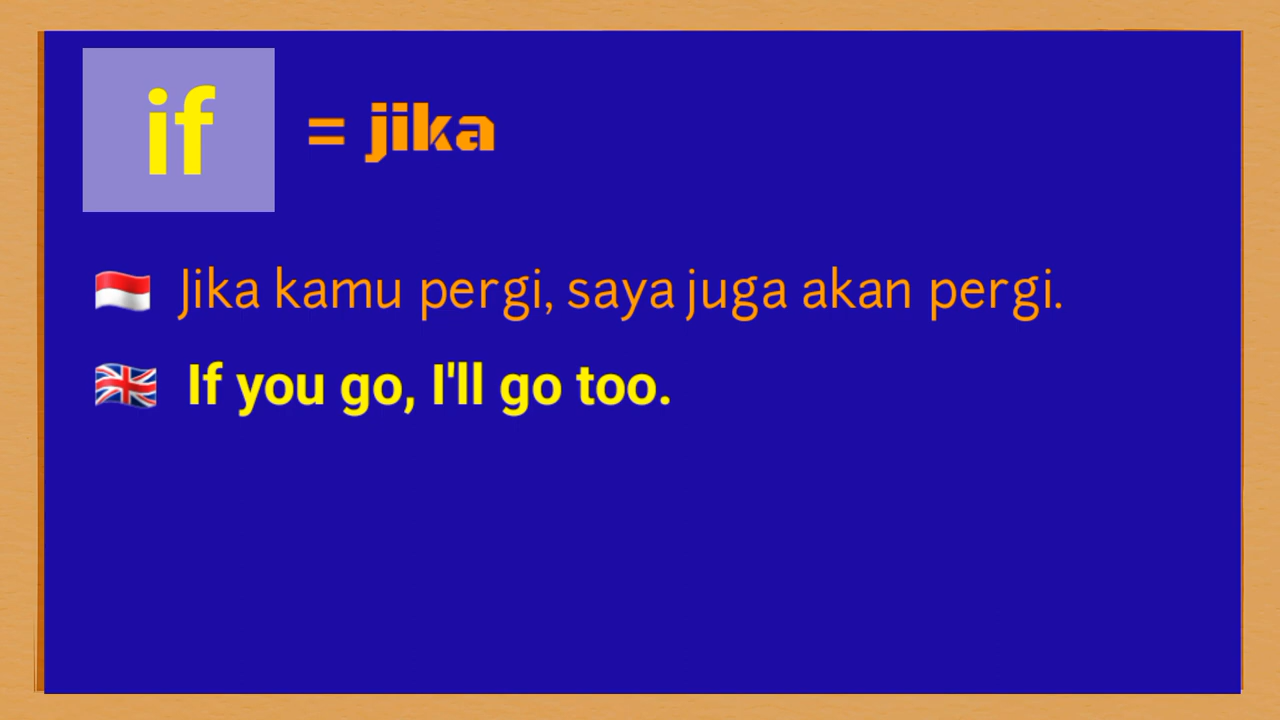 if = jika
Jika kamu pergi, saya juga akan pergi.
If you go, I'll go too.